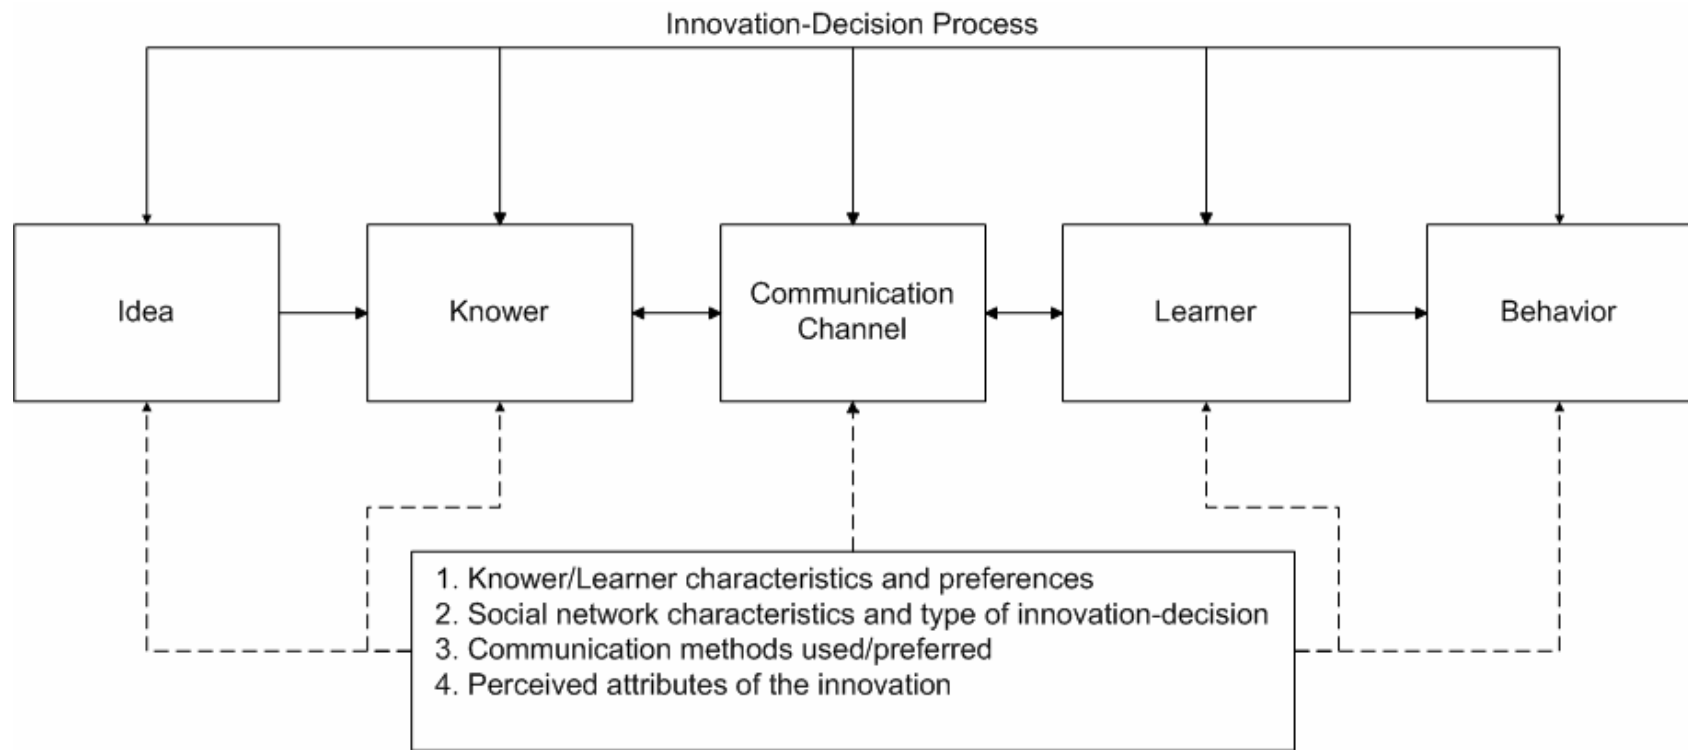 Innovation-Decision Process
Idea
Knower
Communication
Channel
Learner
Behavior
1. Knower/Learner characteristics and preferences
2. Social network characteristics and type of innovation-decision
3. Communication methods used/preferred
4. Perceived attributes of the innovation